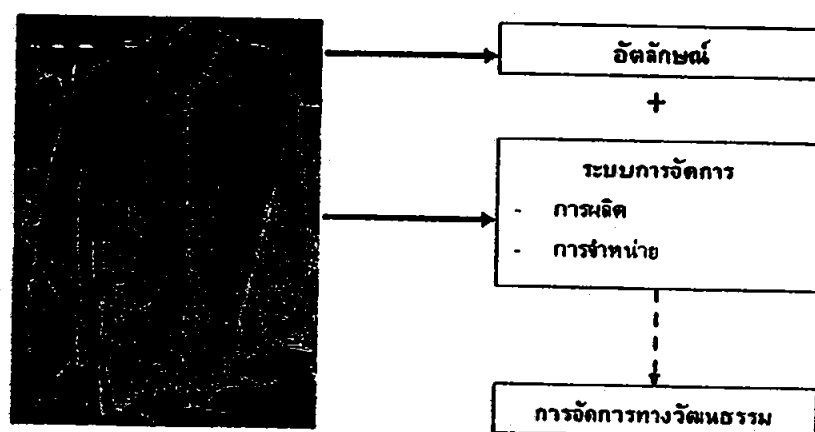 อัตลักษณ์
+
ระบบการจัดการ
- การผลิต
- การจำหน่าย
การจัดการทางวัฒนธรรม